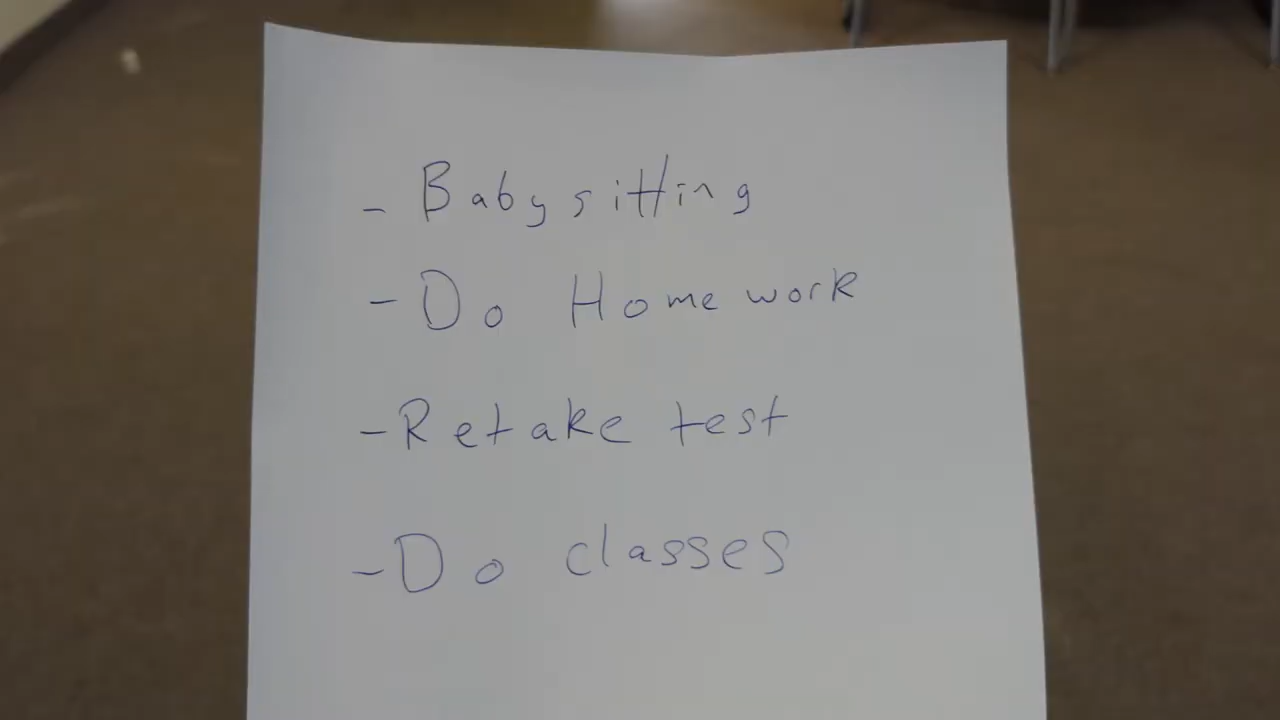 - Babysitting
- Do Homework
- Retake test
- Do classes